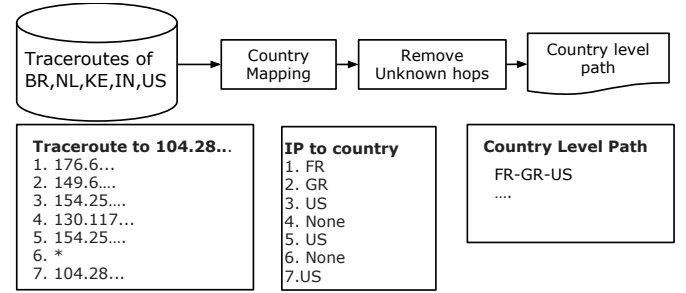 Traceroutes of
BR,NL,KE,IN,US
Country
Mapping
Remove
Unknown hops
Country level
path
Traceroute to 104.28...
1. 176.6...
2. 149.6....
3. 154.25....
4. 130.117...
5. 154.25....
6. *
7. 104.28...
IP to country
1. FR
2. GR
3. US
4. None
5. US
6. None
7.US
Country Level Path
FR-GR-US
....